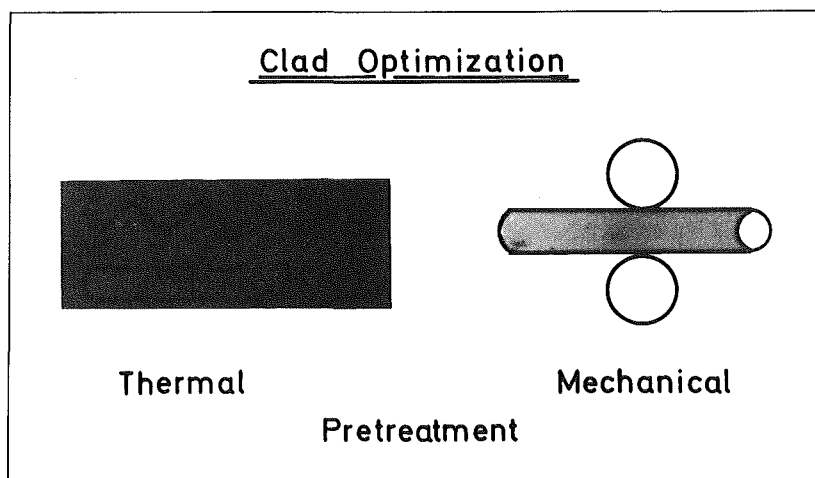 Clad Optimization
Thermal
Mechanical
Pretreatment